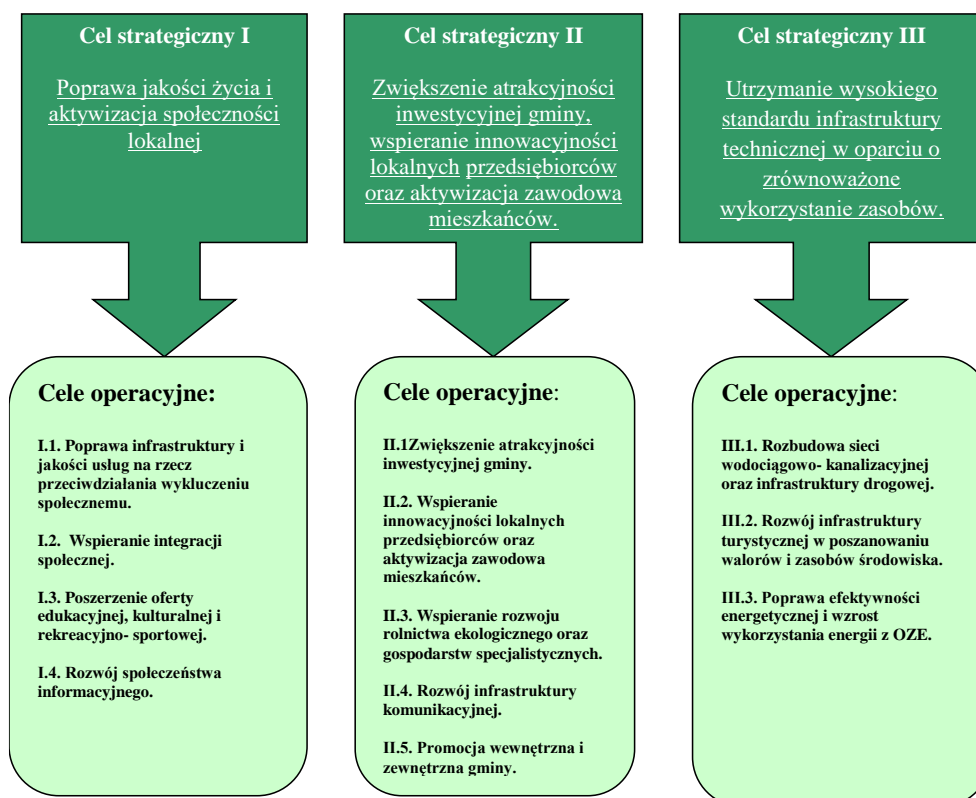 Cel strategiczny I
Poprawa jakości życia i
aktywizacja społeczności
lokalnej
Cele operacyjne:
I.1. Poprawa infrastruktury i
jakości usług na rzecz
przeciwdziałania wykluczeniu
społecznemu.
I.2. Wspieranie integracji
społecznej.
I.3. Poszerzenie oferty
edukacyjnej, kulturalnej i
rekreacyjno- sportowej.
I.4. Rozwój społeczeństwa
informacyjnego.
Cel strategiczny II
Zwiększenie atrakcyjności
inwestycyjnej gminy,
wspieranie innowacyjności
lokalnych przedsiębiorców
oraz aktywizacja zawodowa
mieszkańców.
Cele operacyjne:
II.1Zwiększenie atrakcyjności
inwestycyjnej gminy.
II.2. Wspieranie
innowacyjności lokalnych
przedsiębiorców oraz
aktywizacja zawodowa
mieszkańców.
II.3. Wspieranie rozwoju
rolnictwa ekologicznego oraz
gospodarstw specjalistycznych.
II.4. Rozwój infrastruktury
komunikacyjnej.
II.5. Promocja wewnętrzna i
zewnętrzna gminy.
Cel strategiczny III
Utrzymanie wysokiego
standardu infrastruktury
technicznej w oparciu o
zrównoważone
wykorzystanie zasobów.
Cele operacyjne:
III.1. Rozbudowa sieci
wodociągowo- kanalizacyjnej
oraz infrastruktury drogowej.
III.2. Rozwój infrastruktury
turystycznej w poszanowaniu
walorów i zasobów środowiska.
III.3. Poprawa efektywności
energetycznej i wzrost
wykorzystania energii z OZE.